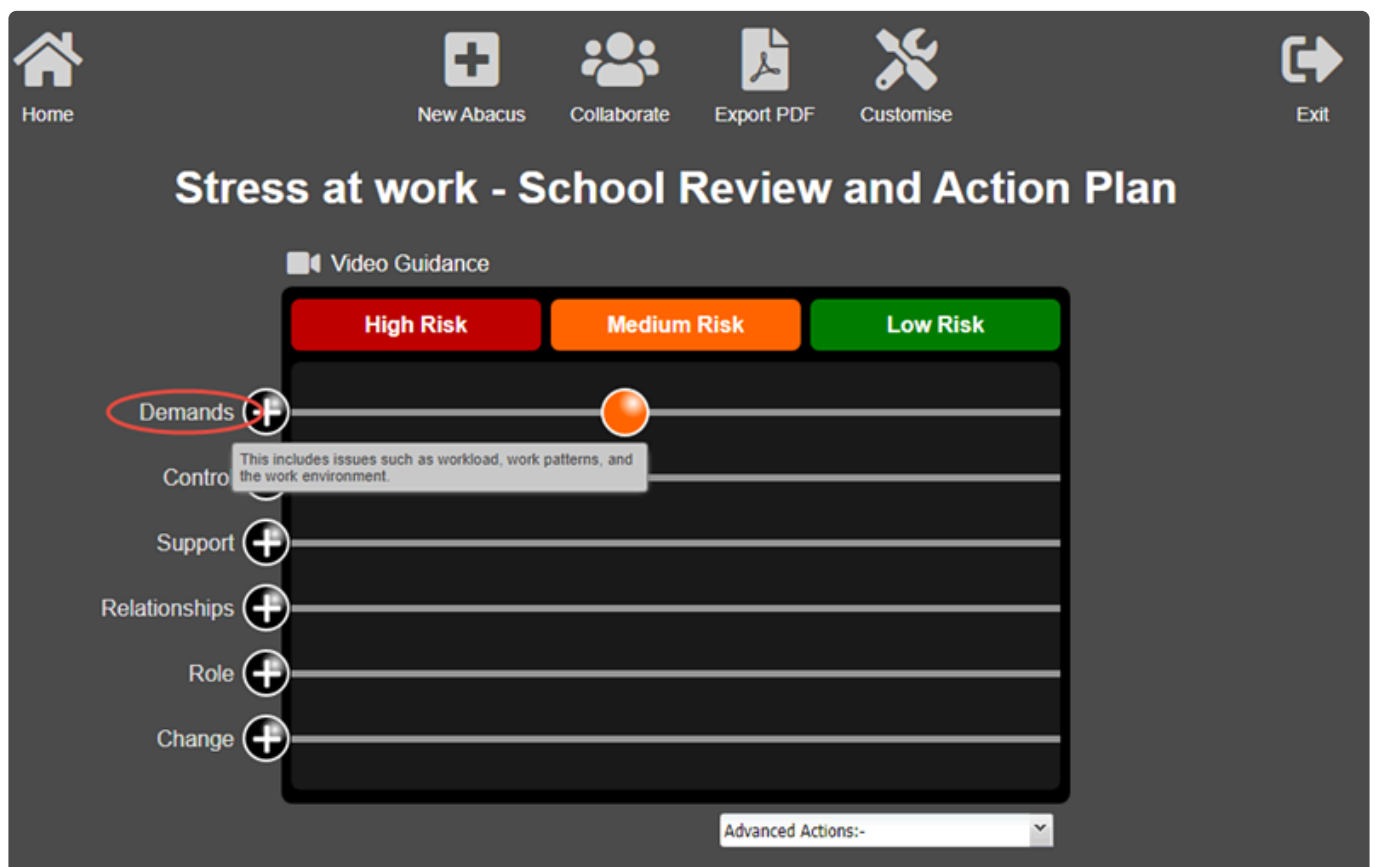 Home
New Abacus
Collaborate
Export PDF
Customise
Exit
Stress at work - School Review and Action Plan
Video Guidance
High Risk
Medium Risk
Low Risk
Demands
This includes issues such as workload, work patterns, and
the work environment.
Contro
Support
Relationships
Role
Change
Advanced Actions:-